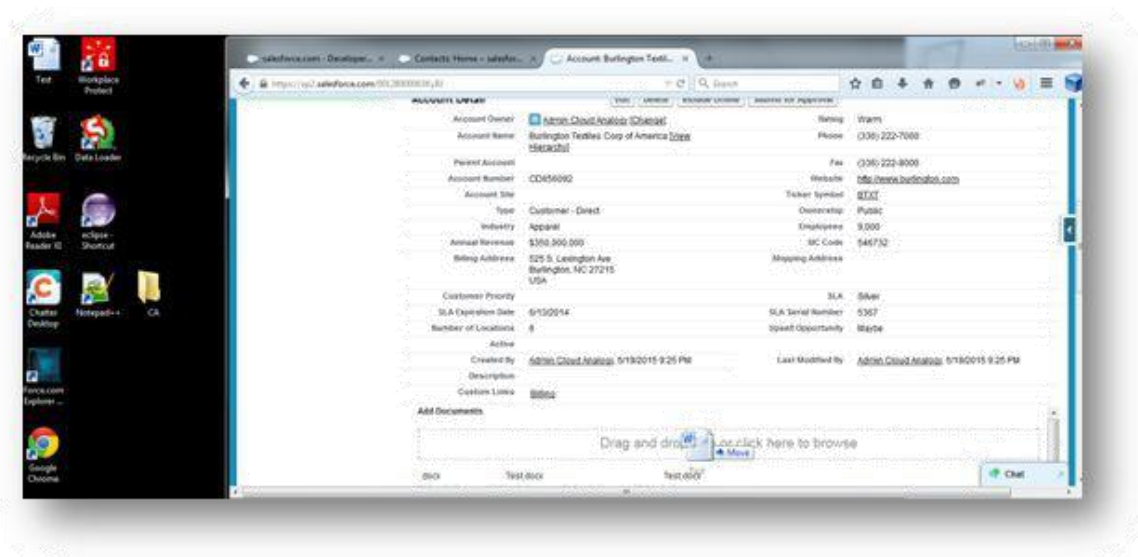 Test
Workplace Protect
Recycle Bin
Data Loader
Adobe Reader XI
eclipse - Shortcut
Chatter Desktop
Notepad++
CA
Force.com Explorer ...
Google Chrome
salesforce.com - Developer...
Contacts: Home ~ salesfor...
Account: Burlington Textil...
Search
Account Detail
Edit Delete Include Offline Submit for Approval
Account Owner Admin Cloud Analogy [Change] Rating Warm
Account Name Burlington Textiles Corp of America [View Hierarchy] Phone (336) 222-7000
Parent Account Fax (336) 222-8000
Account Number CD656092 Website http://www.burlington.com
Account Site Ticker Symbol BTXT
Type Customer - Direct Ownership Public
Industry Apparel Employees 9,000
Annual Revenue $350,000,000 SIC Code 546732
Billing Address 525 S. Lexington Ave Shipping Address
Burlington, NC 27215
USA
Customer Priority SLA Silver
SLA Expiration Date 6/13/2014 SLA Serial Number 5367
Number of Locations 6 Upsell Opportunity Maybe
Active
Created By Admin Cloud Analogy, 5/19/2015 9:25 PM Last Modified By Admin Cloud Analogy, 5/19/2015 9:25 PM
Description
Custom Links Billing
Add Documents
Drag and drop or click here to browse
Move
docx Test.docx Test.docx
Chat